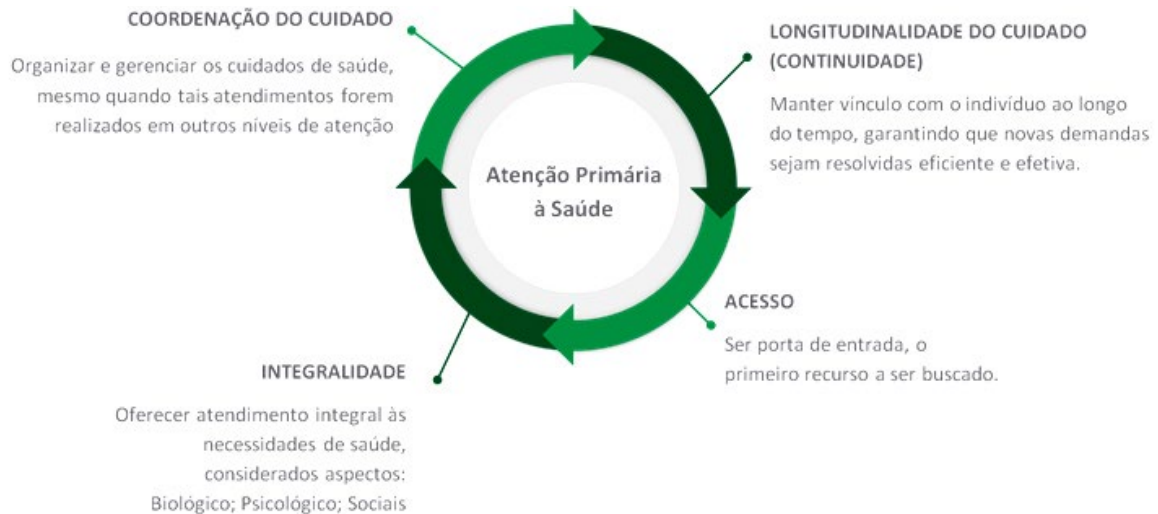 COORDENAÇÃO DO CUIDADO
Organizar e gerenciar os cuidados de saúde,
mesmo quando tais atendimentos forem
realizados em outros níveis de atenção
LONGITUDINALIDADE DO CUIDADO
(CONTINUIDADE)
Manter vínculo com o indivíduo ao longo
do tempo, garantindo que novas demandas
sejam resolvidas eficiente e efetiva.
Atenção Primária
à Saúde
ACESSO
Ser porta de entrada, o
primeiro recurso a ser buscado.
INTEGRALIDADE
Oferecer atendimento integral às
necessidades de saúde,
considerados aspectos:
Biológico; Psicológico; Sociais